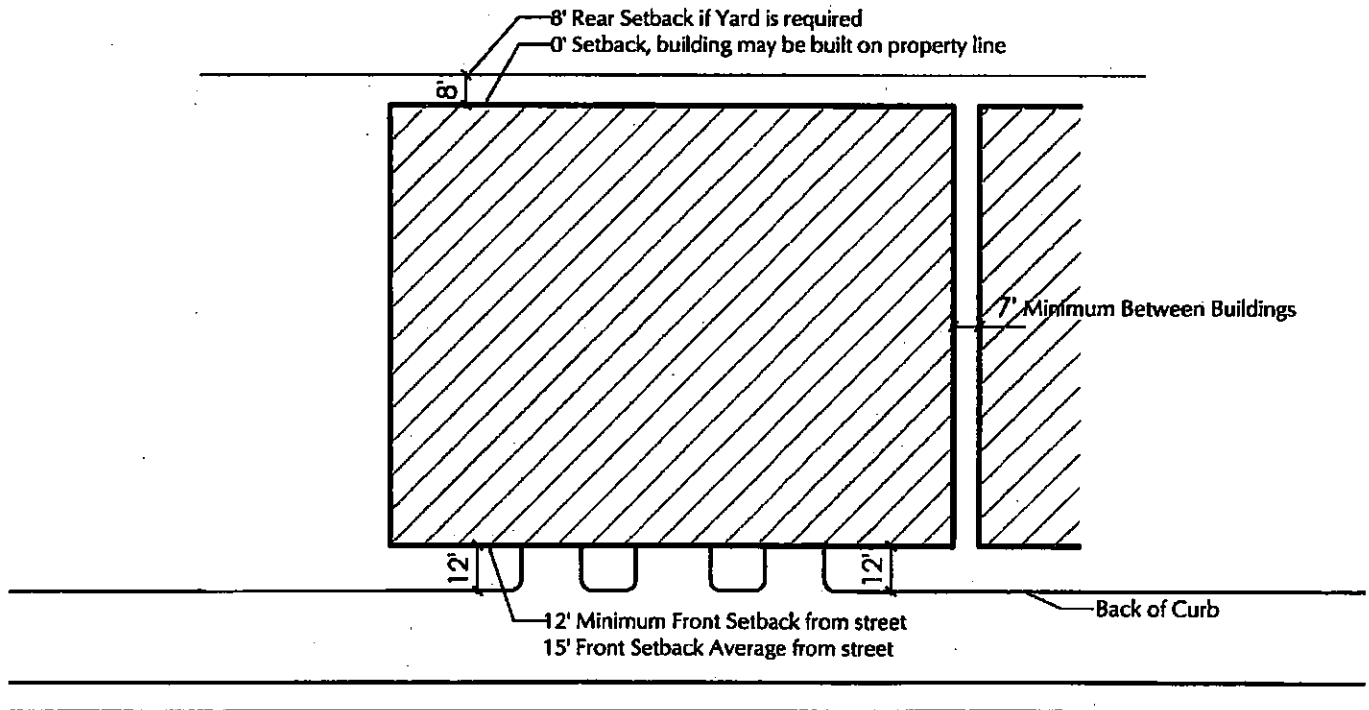 8' Rear Setback if Yard is required
0' Setback, building may be built on property line
8'
7' Minimum Between Buildings
12'
12'
12' Minimum Front Setback from street
15' Front Setback Average from street
Back of Curb